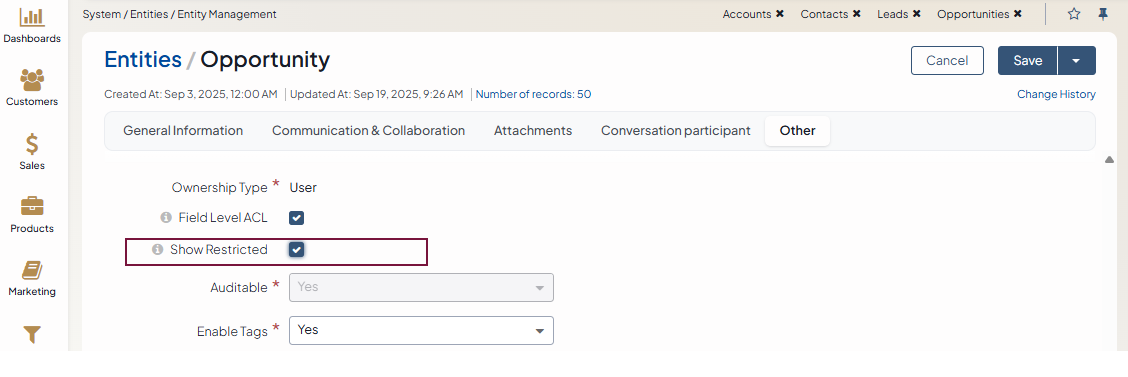 System / Entities / Entity Management
Accounts ✖ Contacts ✖ Leads ✖ Opportunities ✖
Dashboards
Customers
Sales
Products
Marketing
Entities / Opportunity
Cancel
Save
Created At: Sep 3, 2025, 12:00 AM | Updated At: Sep 19, 2025, 9:26 AM | Number of records: 50
Change History
General Information Communication & Collaboration Attachments Conversation participant Other
Ownership Type * User
Field Level ACL
Show Restricted
Auditable * Yes
Enable Tags * Yes